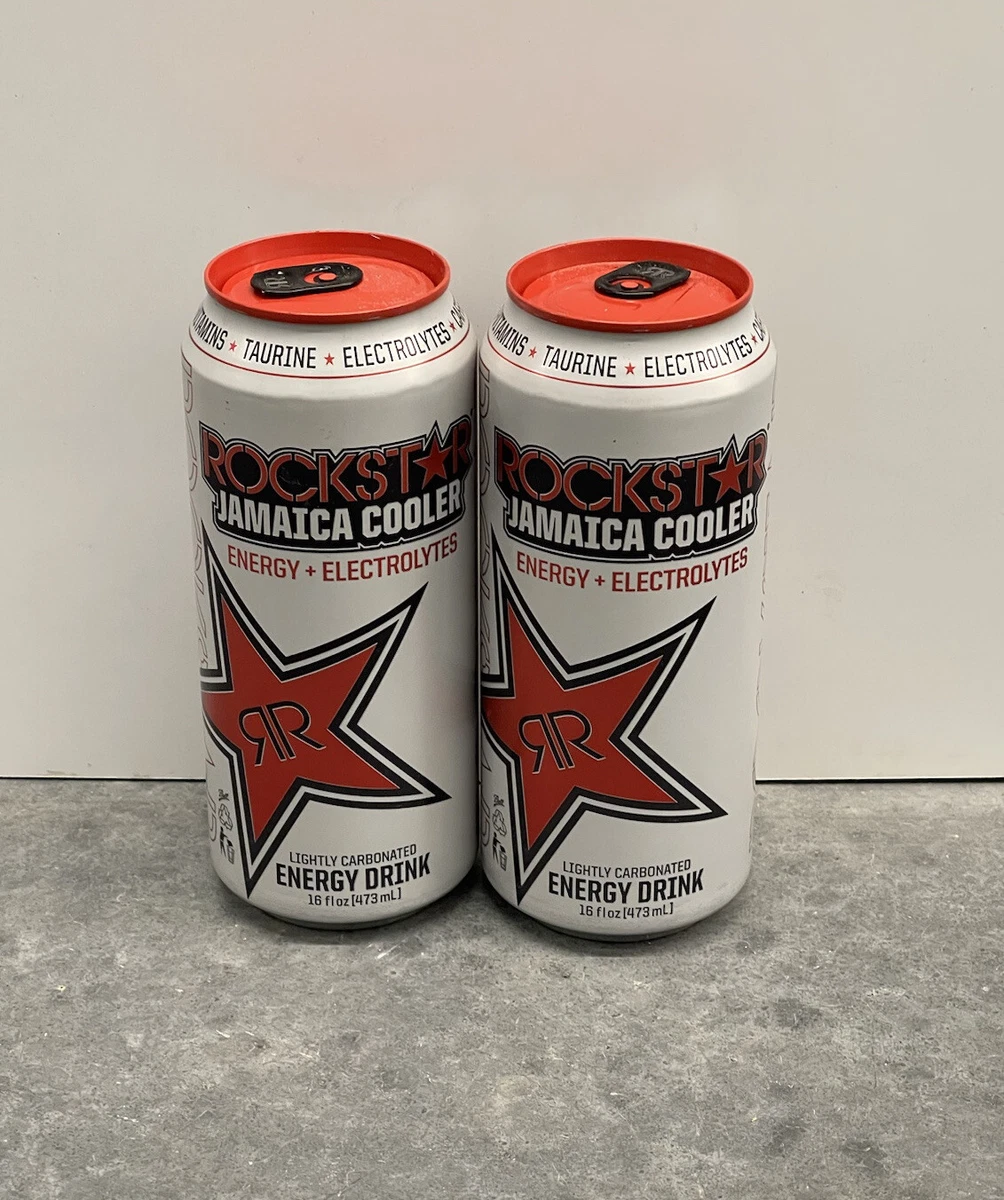 TAURINE ★ ELECTROLYTES
ROCKSTAR
JAMAICA COOLER
ENERGY + ELECTROLYTES
LIGHTLY CARBONATED
ENERGY DRINK
16 fl oz [473 mL]
TAURINE ★ ELECTROLYTES
ROCKSTAR
JAMAICA COOLER
ENERGY + ELECTROLYTES
LIGHTLY CARBONATED
ENERGY DRINK
16 fl oz [473 mL]